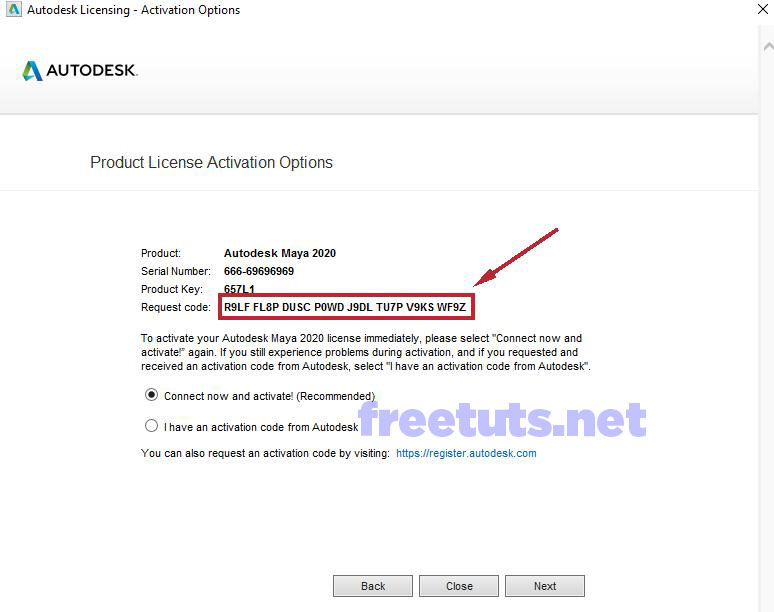 Autodesk Licensing - Activation Options
AUTODESK.
Product License Activation Options
Product: Autodesk Maya 2020
Serial Number: 666-69696969
Product Key: 657L1
Request code: R9LF FL8P DUSC P0WD J9DL TU7P V9KS WF9Z
To activate your Autodesk Maya 2020 license immediately, please select "Connect now and
activate!" again. If you still experience problems during activation, and if you requested and
received an activation code from Autodesk, select "I have an activation code from Autodesk".
Connect now and activate! (Recommended)
I have an activation code from Autodesk
freetuts.net
You can also request an activation code by visiting: https://register.autodesk.com
Back Close Next